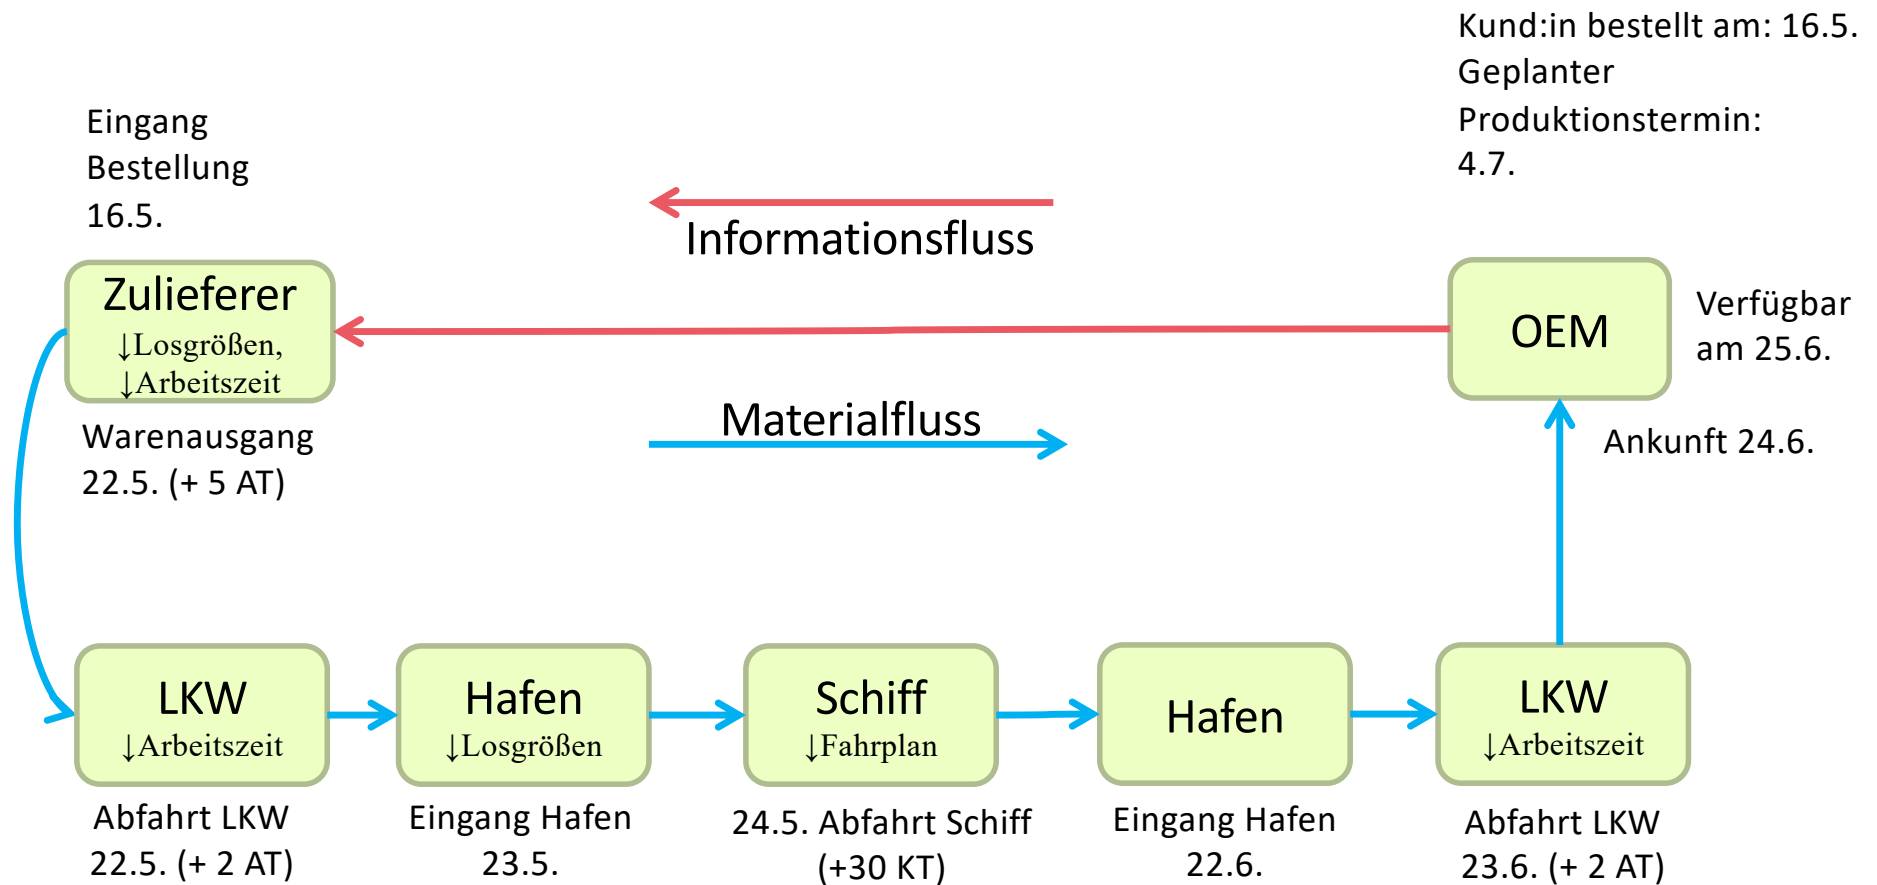 Kund:in bestellt am: 16.5.
Geplanter
Produktionstermin:
4.7.
Eingang
Bestellung
16.5.
Informationsfluss
Zulieferer
↓Losgrößen,
↓Arbeitszeit
OEM
Verfügbar
am 25.6.
Warenausgang
22.5. (+ 5 AT)
Materialfluss
Ankunft 24.6.
LKW
↓Arbeitszeit
Hafen
↓Losgrößen
Schiff
↓Fahrplan
Hafen
LKW
↓Arbeitszeit
Abfahrt LKW
22.5. (+ 2 AT)
Eingang Hafen
23.5.
24.5. Abfahrt Schiff
(+30 KT)
Eingang Hafen
22.6.
Abfahrt LKW
23.6. (+ 2 AT)